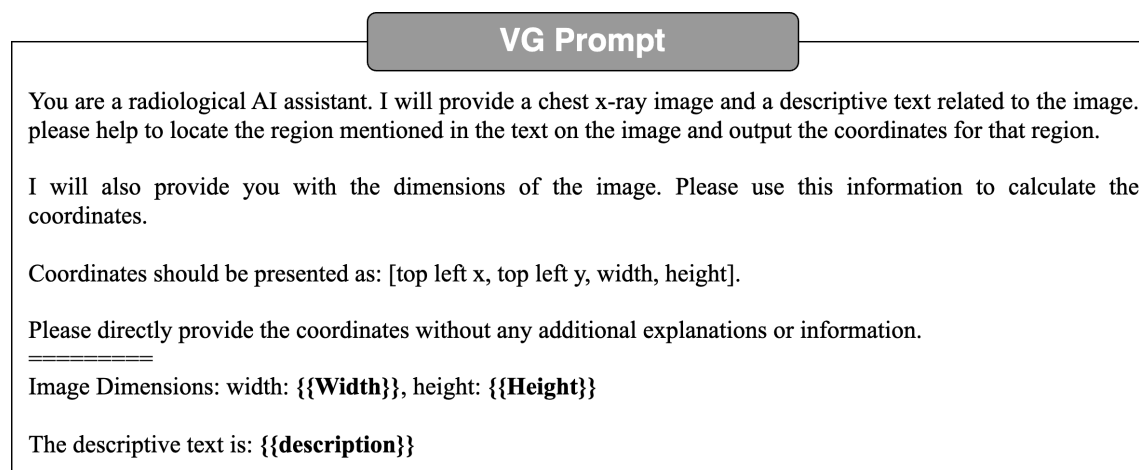 VG Prompt
You are a radiological AI assistant. I will provide a chest x-ray image and a descriptive text related to the image.
please help to locate the region mentioned in the text on the image and output the coordinates for that region.
I will also provide you with the dimensions of the image. Please use this information to calculate the
coordinates.
Coordinates should be presented as: [top left x, top left y, width, height].
Please directly provide the coordinates without any additional explanations or information.
=========
Image Dimensions: width: {{Width}}, height: {{Height}}
The descriptive text is: {{description}}